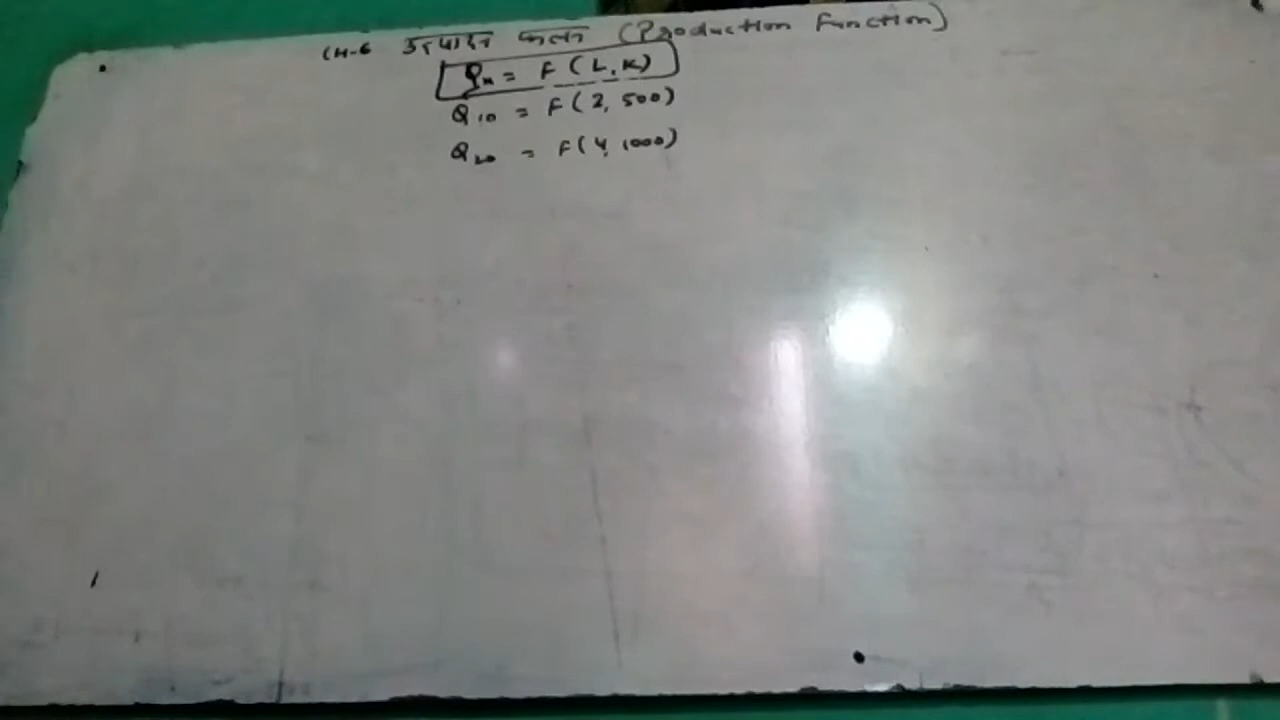 CH-6 उत्पादन फलन (Production Function)
Qx = F (L, K)
Q10 = F (2, 500)
Q20 = F (4, 1000)